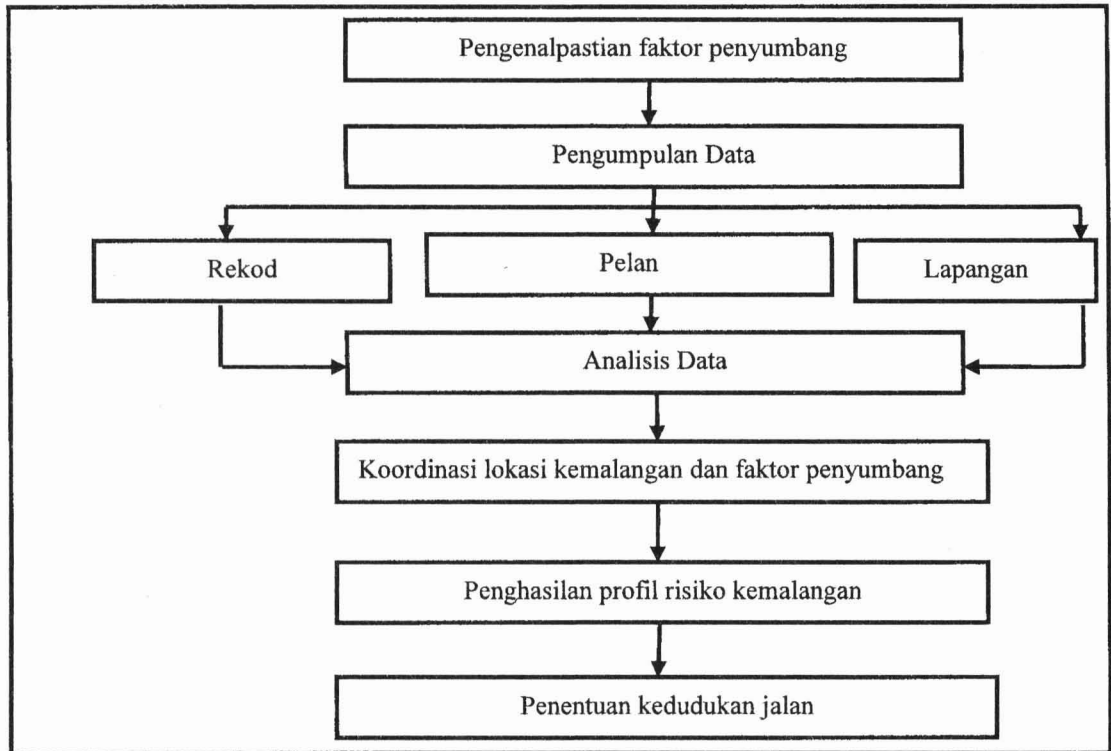 Pengenalpastian faktor penyumbang
Pengumpulan Data
Rekod
Pelan
Lapangan
Analisis Data
Koordinasi lokasi kemalangan dan faktor penyumbang
Penghasilan profil risiko kemalangan
Penentuan kedudukan jalan